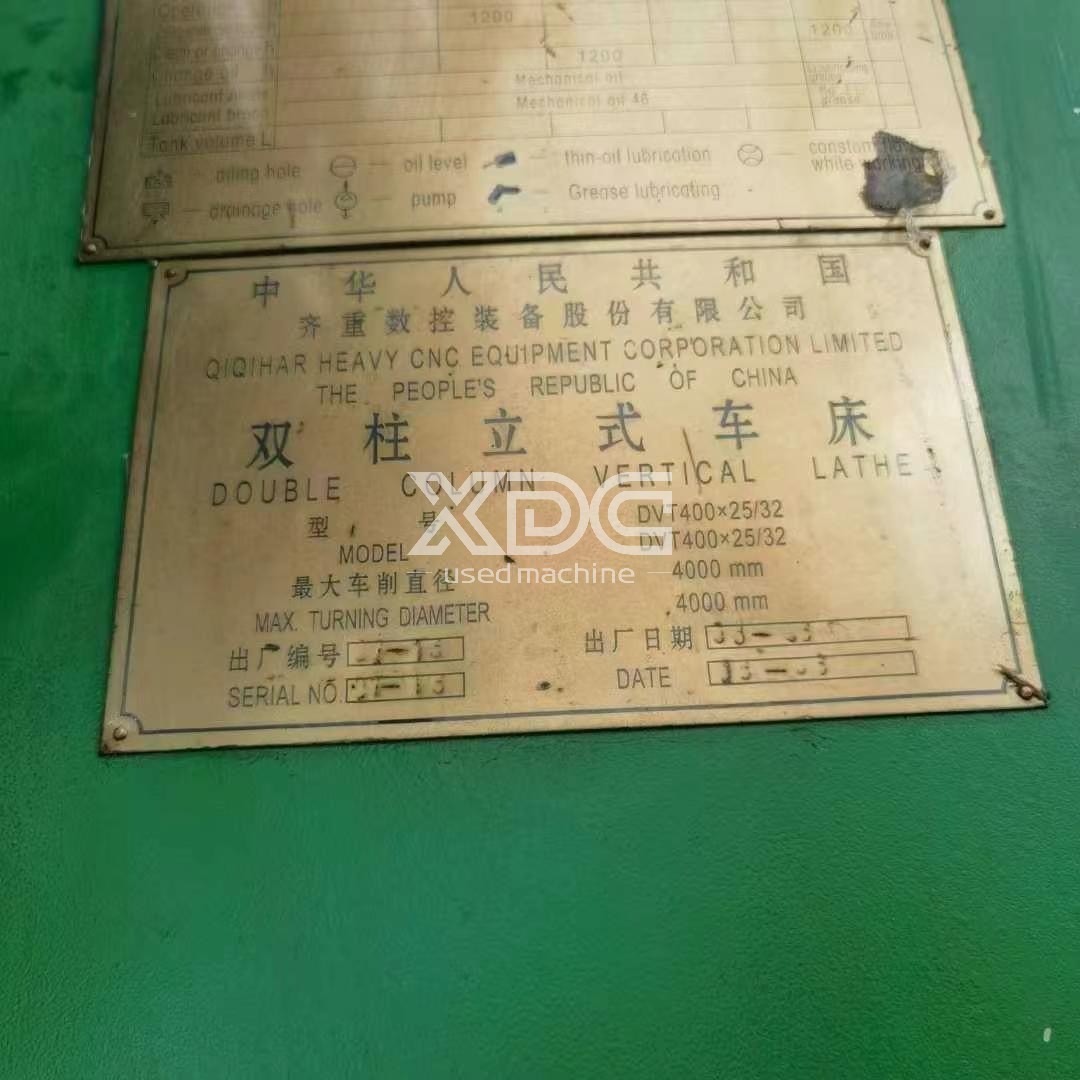 1200
1200
1200
Change oil
Mechanical oil
Mechanical oil 46
Tank volume L
oiling hole
oil level
thin-oil lubrication
while working
drainage hole
pump
Grease lubricating
中华人民共和国
齐重数控装备股份有限公司
QIQIHAR HEAVY CNC EQUIPMENT CORPORATION LIMITED
THE PEOPLE'S REPUBLIC OF CHINA
双柱立式车床
DOUBLE COLUMN VERTICAL LATHE
型号 DVT400×25/32
MODEL DVT400×25/32
最大车削直径 4000 mm
MAX. TURNING DIAMETER 4000 mm
出厂编号 出厂日期
SERIAL NO. DATE
XDC
used machine